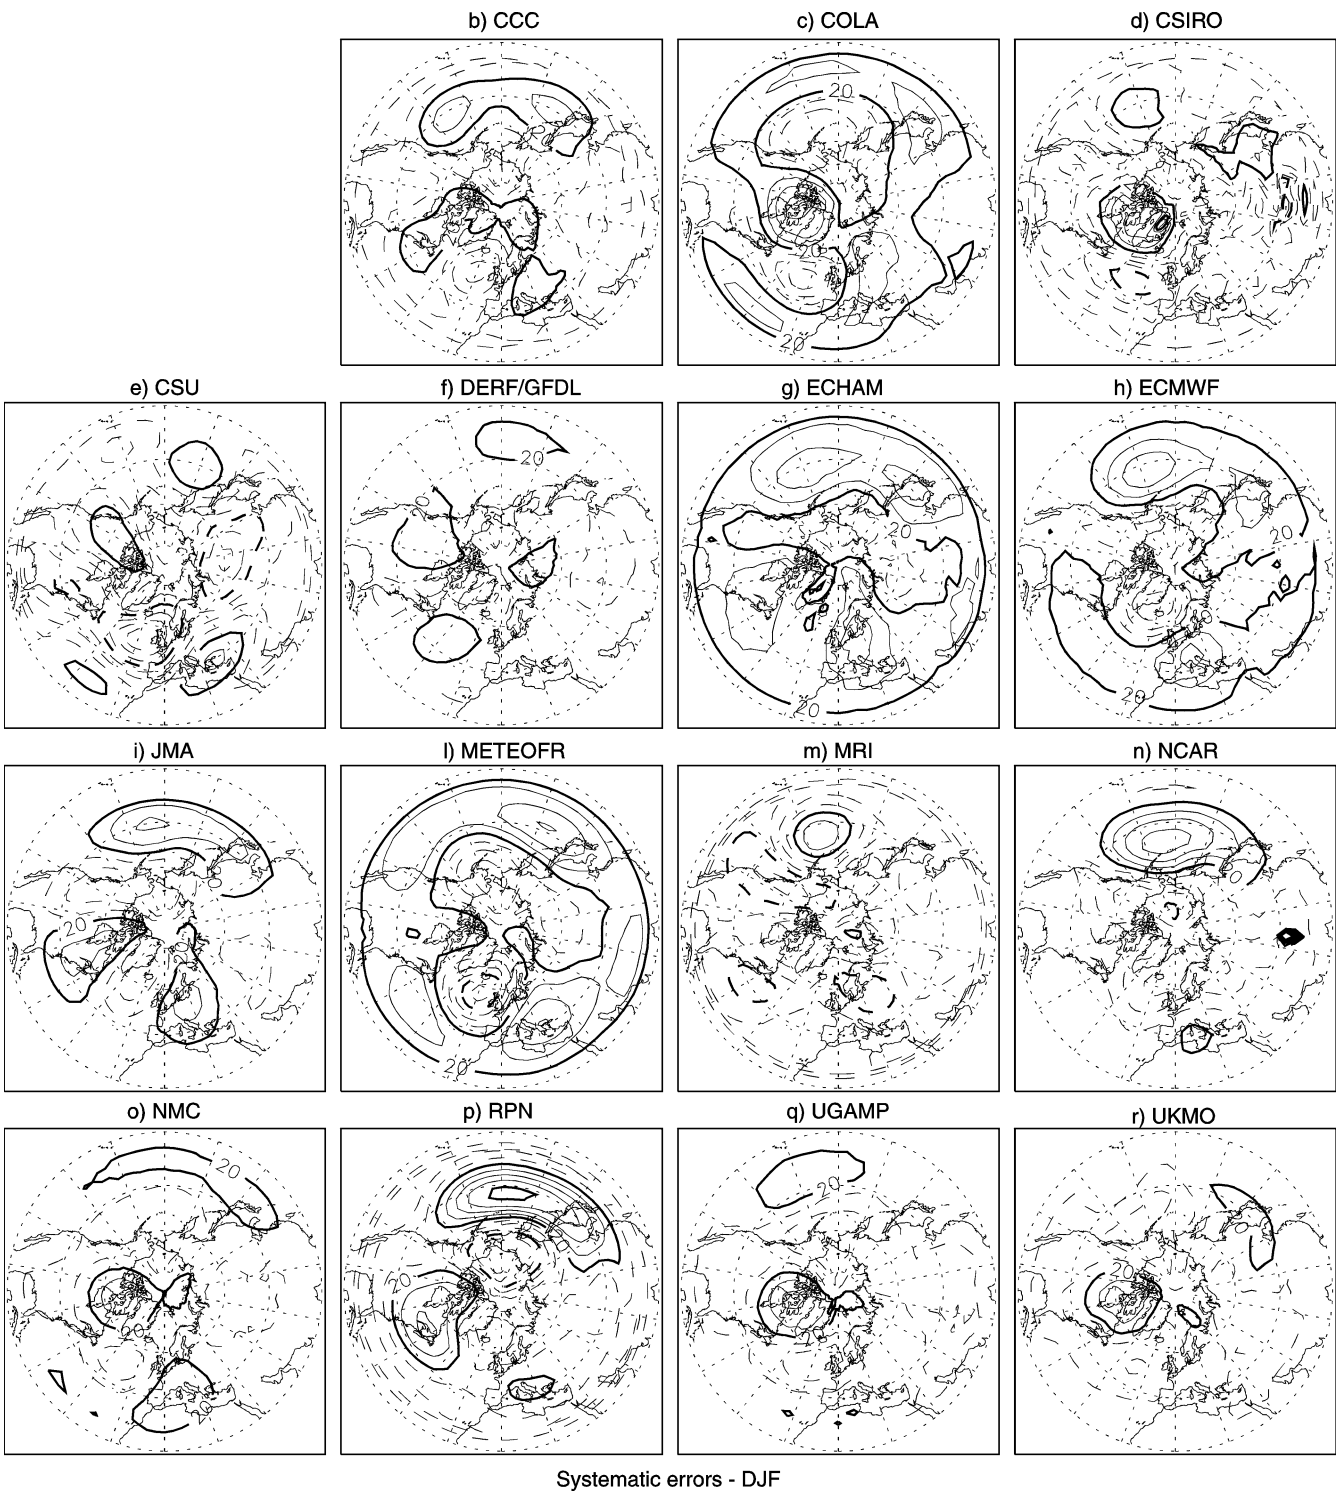 b) CCC
c) COLA
d) CSIRO
20
20
e) CSU
f) DERF/GFDL
g) ECHAM
h) ECMWF
20
20
20
20
20
i) JMA
l) METEOFR
m) MRI
n) NCAR
20
20
o) NMC
p) RPN
q) UGAMP
r) UKMO
20
20
20
20
Systematic errors - DJF